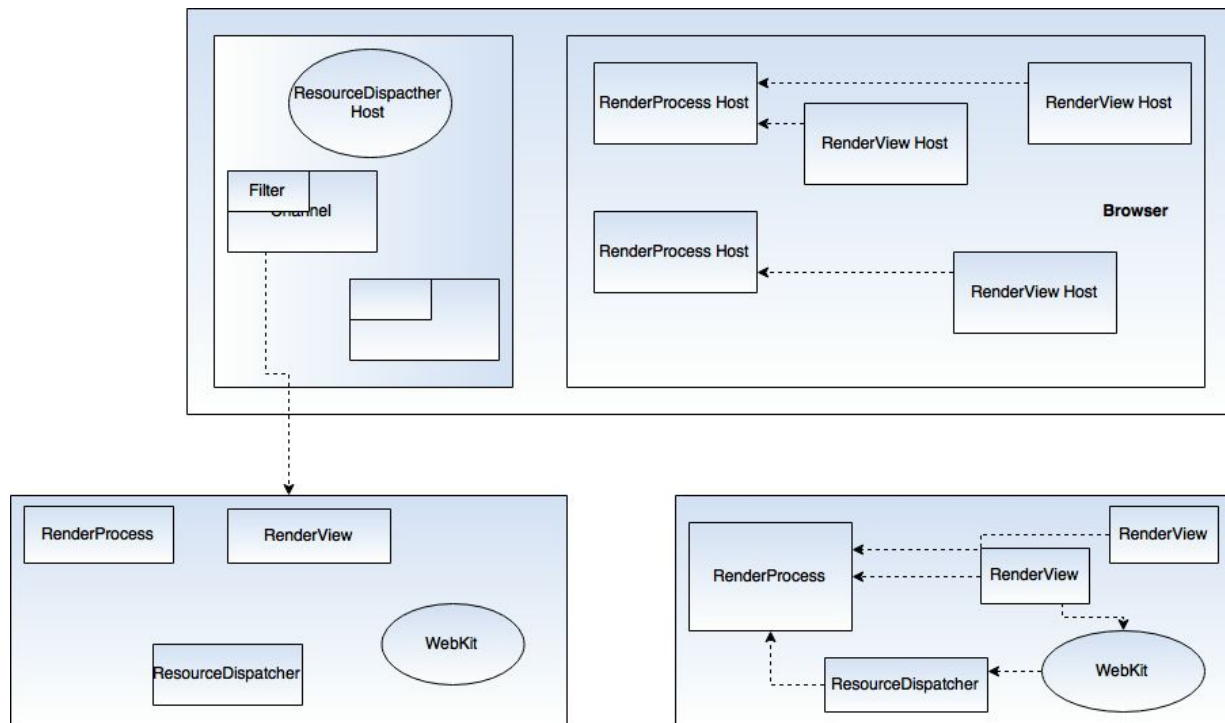 ResourceDispacther
Host
Filter
Channel
RenderProcess Host
RenderView Host
RenderView Host
Browser
RenderProcess Host
RenderView Host
RenderProcess
RenderView
WebKit
ResourceDispatcher
RenderView
RenderView
RenderProcess
WebKit
ResourceDispatcher